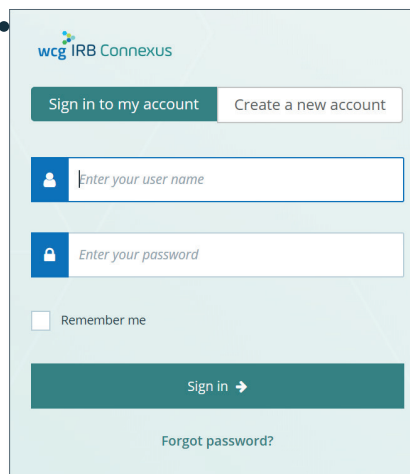 wcg IRB Connexus
Sign in to my account
Create a new account
Enter your user name
Enter your password
Remember me
Sign in →
Forgot password?